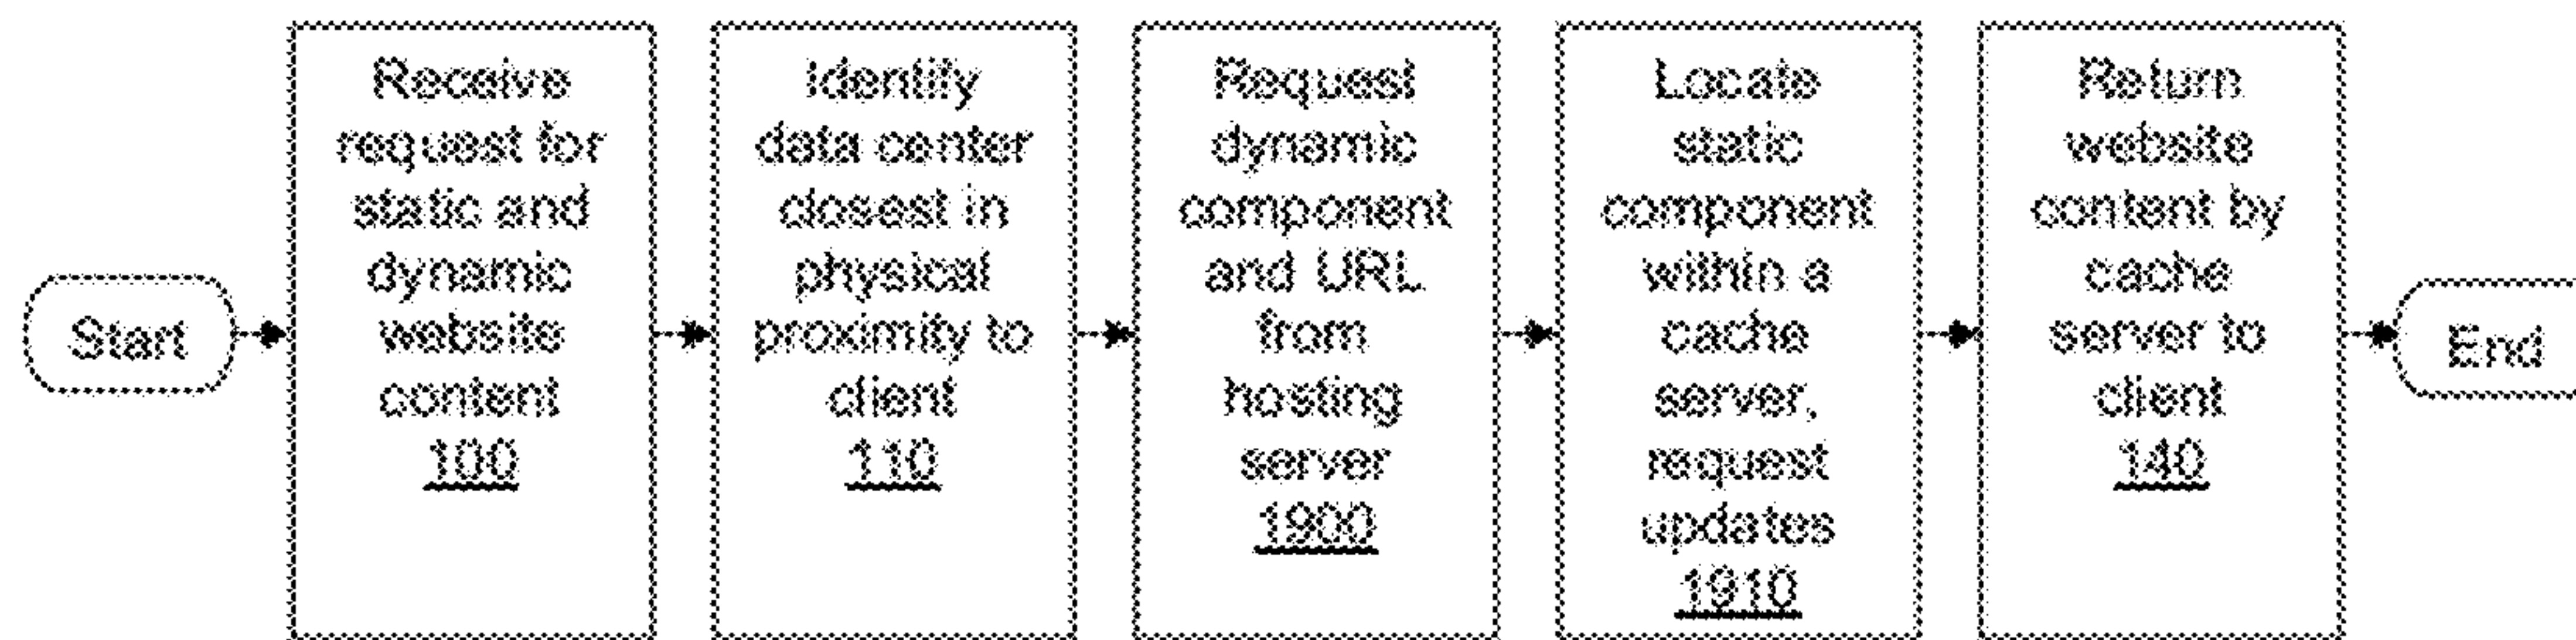 Start
Receive
request for
static and
dynamic
website
content
100
Identify
data center
closest in
physical
proximity to
client
110
Request
dynamic
component
and URL
from
hosting
server
1900
Locate
static
component
within a
cache
server,
request
updates
1910
Return
website
content by
cache
server to
client
140
End